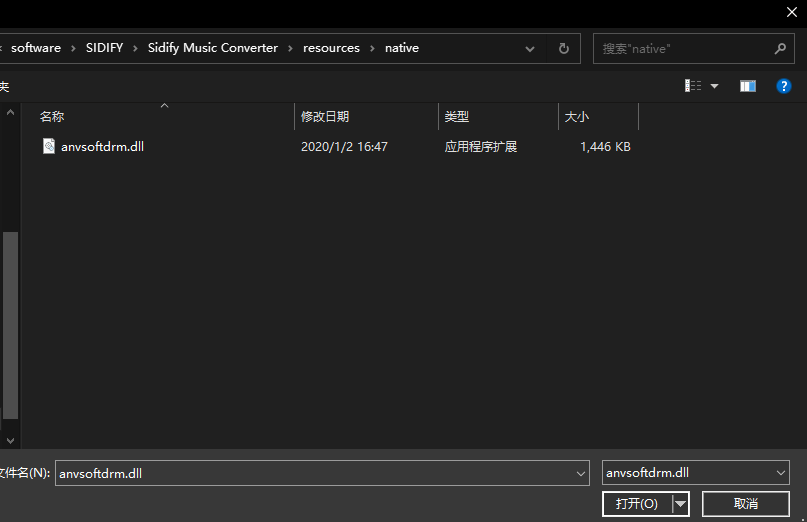 software > SIDIFY > Sidify Music Converter > resources > native
搜索"native"
夹
名称 修改日期 类型 大小
anvsoftdrm.dll 2020/1/2 16:47 应用程序扩展 1,446 KB
文件名(N): anvsoftdrm.dll anvsoftdrm.dll
打开(O) 取消